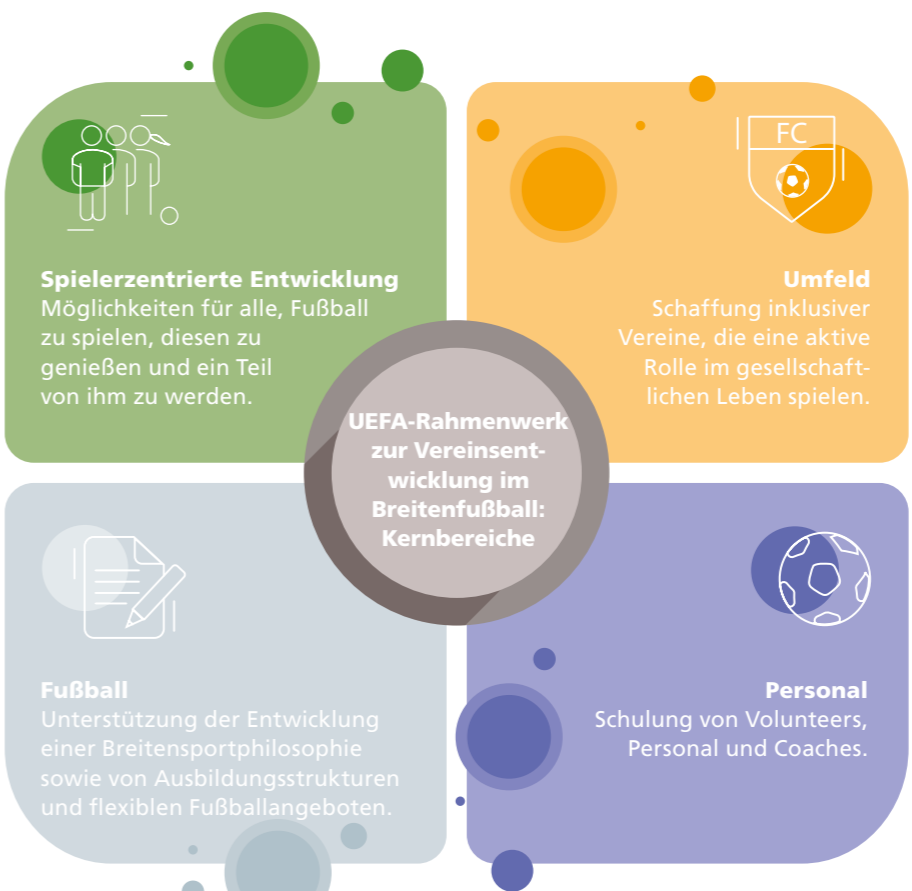 Spielerzentrierte Entwicklung
Möglichkeiten für alle, Fußball
zu spielen, diesen zu
genießen und ein Teil
von ihm zu werden.
FC
Umfeld
Schaffung inklusiver
Vereine, die eine aktive
Rolle im gesellschaft-
lichen Leben spielen.
UEFA-Rahmenwerk
zur Vereinsent-
wicklung im
Breitenfußball:
Kernbereiche
Fußball
Unterstützung der Entwicklung
einer Breitensportphilosophie
sowie von Ausbildungsstrukturen
und flexiblen Fußballangeboten.
Personal
Schulung von Volunteers,
Personal und Coaches.